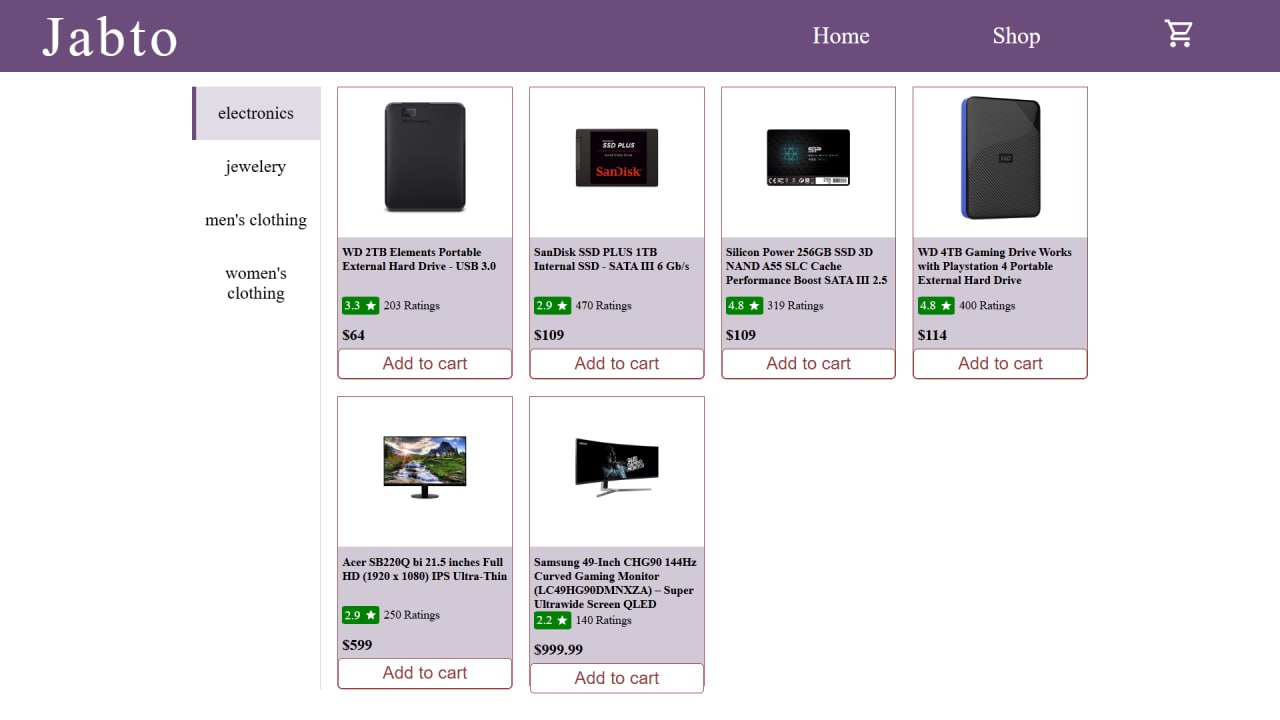 Jabto
Home
Shop
electronics
jewelery
men's clothing
women's
clothing
WD 2TB Elements Portable
External Hard Drive - USB 3.0
3.3 ★ 203 Ratings
$64
Add to cart
SSD PLUS
SanDisk
SanDisk SSD PLUS 1TB
Internal SSD - SATA III 6 Gb/s
2.9 ★ 470 Ratings
$109
Add to cart
SP
Silicon Power 256GB SSD 3D
NAND A55 SLC Cache
Performance Boost SATA III 2.5
4.8 ★ 319 Ratings
$109
Add to cart
WD
WD 4TB Gaming Drive Works
with Playstation 4 Portable
External Hard Drive
4.8 ★ 400 Ratings
$114
Add to cart
Acer SB220Q bi 21.5 inches Full
HD (1920 x 1080) IPS Ultra-Thin
2.9 ★ 250 Ratings
$599
Add to cart
QLED
GAMING
MONITOR
Samsung 49-Inch CHG90 144Hz
Curved Gaming Monitor
(LC49HG90DMNXZA) – Super
Ultrawide Screen QLED
2.2 ★ 140 Ratings
$999.99
Add to cart